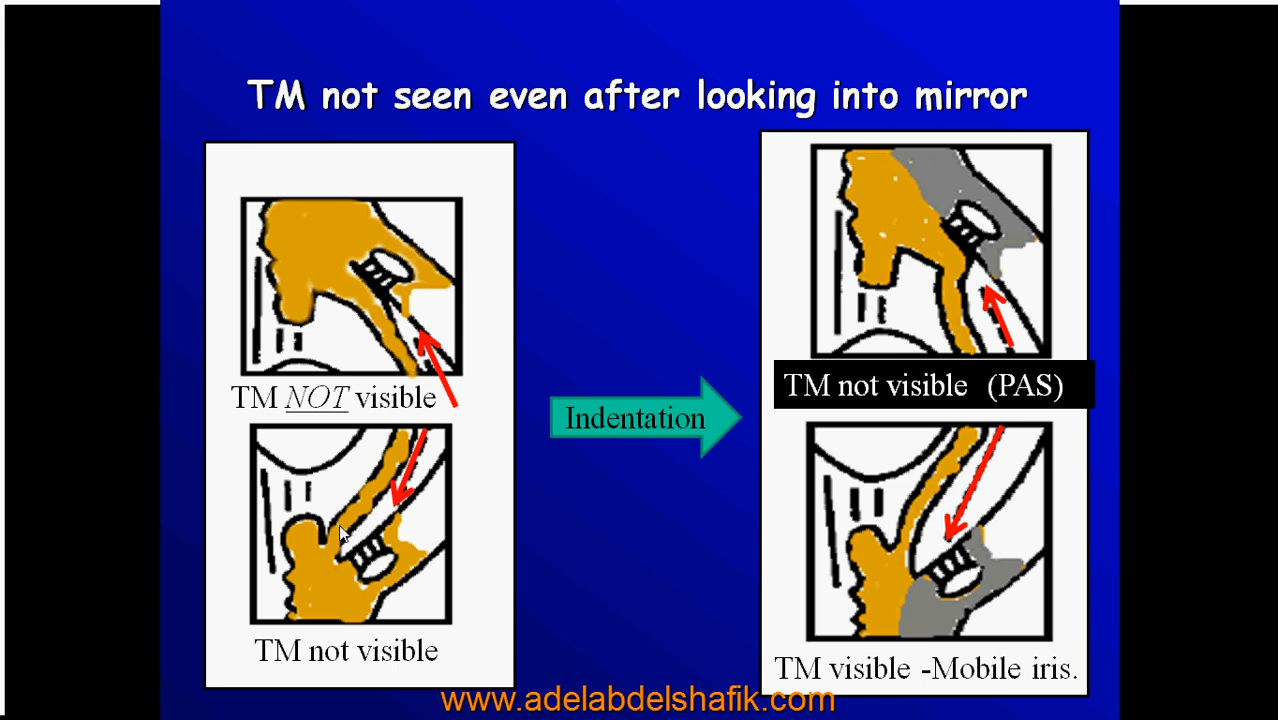 TM not seen even after looking into mirror
TM NOT visible
TM not visible
Indentation
TM not visible (PAS)
TM visible -Mobile iris.
www.adelabdelshafik.com